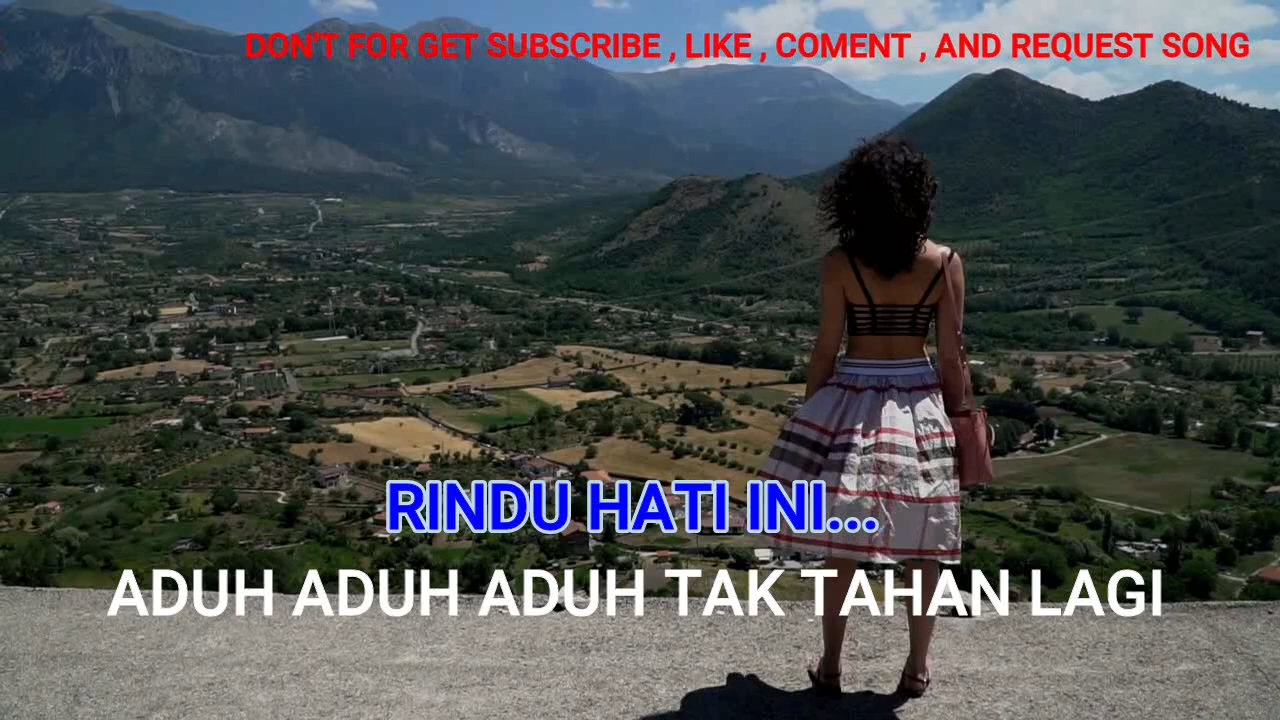 DON'T FOR GET SUBSCRIBE , LIKE , COMENT , AND REQUEST SONG
RINDU HATI INI...
ADUH ADUH ADUH TAK TAHAN LAGI